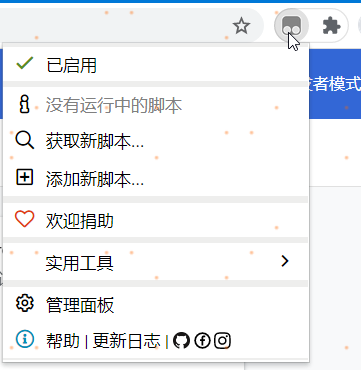 发者模式
已启用
没有运行中的脚本
获取新脚本...
添加新脚本...
欢迎捐助
实用工具
管理面板
帮助 | 更新日志 |